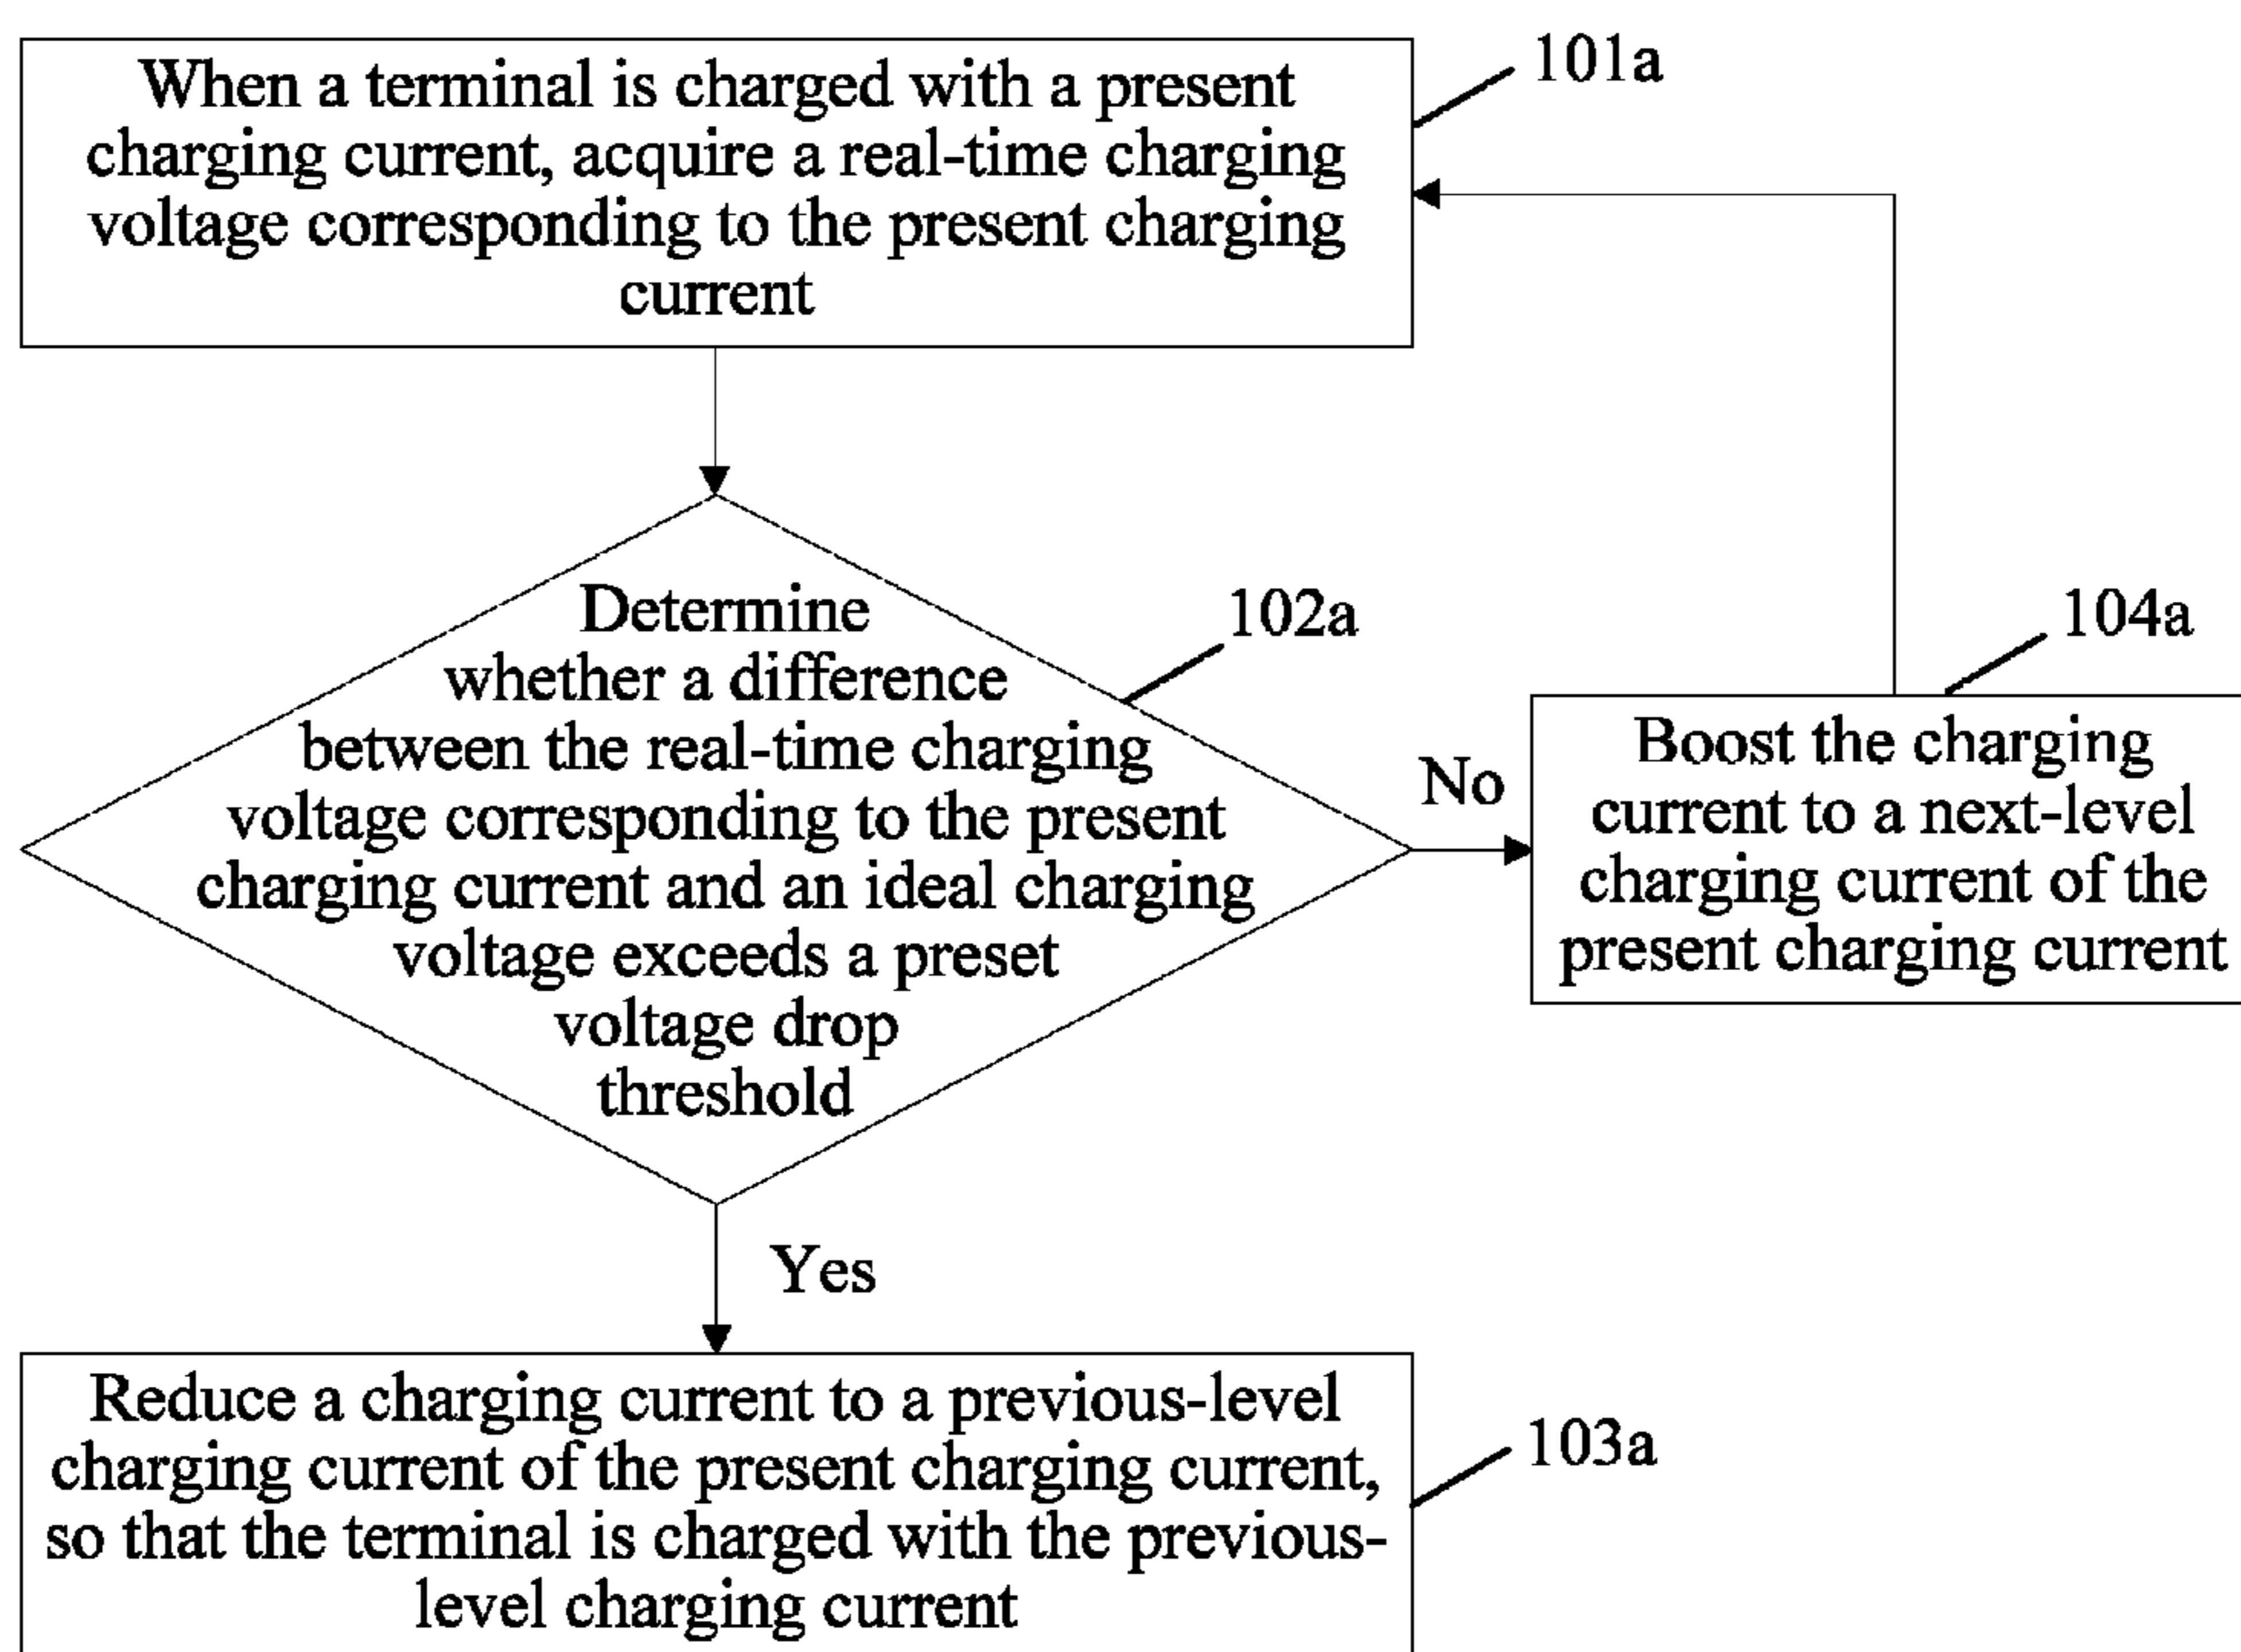 When a terminal is charged with a present
charging current, acquire a real-time charging
voltage corresponding to the present charging
current
101a
Determine
whether a difference
between the real-time charging
voltage corresponding to the present
charging current and an ideal charging
voltage exceeds a preset
voltage drop
threshold
102a
No
104a
Boost the charging
current to a next-level
charging current of the
present charging current
Yes
Reduce a charging current to a previous-level
charging current of the present charging current,
so that the terminal is charged with the previous-
level charging current
103a